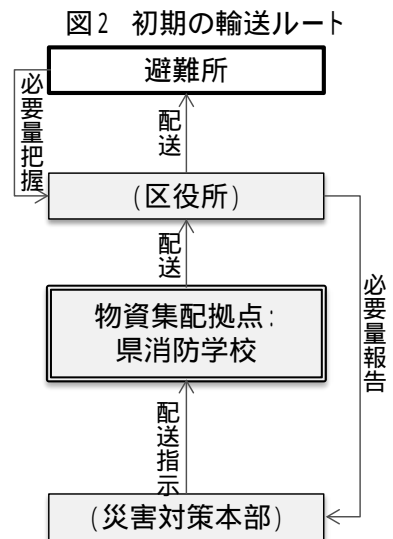 図2 初期の輸送ルート
避難所
必要量把握
配送
(区役所)
配送
物資集配拠点:
県消防学校
必要量報告
配送指示
(災害対策本部)